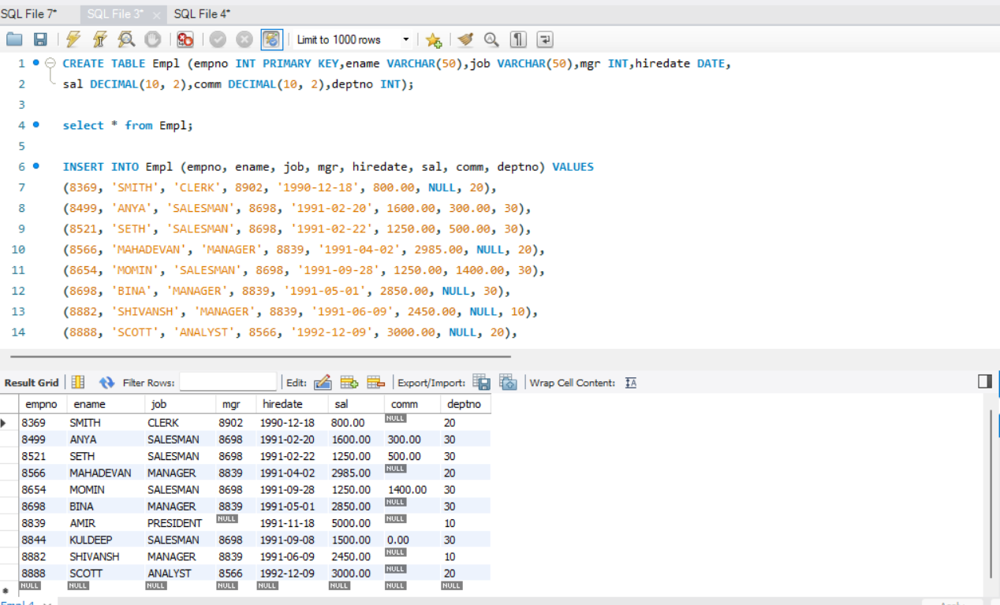 SQL File 7* SQL File 3* SQL File 4*
Limit to 1000 rows
1 CREATE TABLE Empl (empno INT PRIMARY KEY,ename VARCHAR(50),job VARCHAR(50),mgr INT,hiredate DATE,
2 sal DECIMAL(10, 2),comm DECIMAL(10, 2),deptno INT);
3
4 select * from Empl;
5
6 INSERT INTO Empl (empno, ename, job, mgr, hiredate, sal, comm, deptno) VALUES
7 (8369, 'SMITH', 'CLERK', 8902, '1990-12-18', 800.00, NULL, 20),
8 (8499, 'ANYA', 'SALESMAN', 8698, '1991-02-20', 1600.00, 300.00, 30),
9 (8521, 'SETH', 'SALESMAN', 8698, '1991-02-22', 1250.00, 500.00, 30),
10 (8566, 'MAHADEVAN', 'MANAGER', 8839, '1991-04-02', 2985.00, NULL, 20),
11 (8654, 'MOMIN', 'SALESMAN', 8698, '1991-09-28', 1250.00, 1400.00, 30),
12 (8698, 'BINA', 'MANAGER', 8839, '1991-05-01', 2850.00, NULL, 30),
13 (8882, 'SHIVANSH', 'MANAGER', 8839, '1991-06-09', 2450.00, NULL, 10),
14 (8888, 'SCOTT', 'ANALYST', 8566, '1992-12-09', 3000.00, NULL, 20),
Result Grid Filter Rows: Edit: Export/Import: Wrap Cell Content: IA
empno ename job mgr hiredate sal comm deptno
8369 SMITH CLERK 8902 1990-12-18 800.00 NULL 20
8499 ANYA SALESMAN 8698 1991-02-20 1600.00 300.00 30
8521 SETH SALESMAN 8698 1991-02-22 1250.00 500.00 30
8566 MAHADEVAN MANAGER 8839 1991-04-02 2985.00 NULL 20
8654 MOMIN SALESMAN 8698 1991-09-28 1250.00 1400.00 30
8698 BINA MANAGER 8839 1991-05-01 2850.00 NULL 30
8839 AMIR PRESIDENT NULL 1991-11-18 5000.00 NULL 10
8844 KULDEEP SALESMAN 8698 1991-09-08 1500.00 0.00 30
8882 SHIVANSH MANAGER 8839 1991-06-09 2450.00 NULL 10
8888 SCOTT ANALYST 8566 1992-12-09 3000.00 NULL 20
NULL NULL NULL NULL NULL NULL NULL NULL